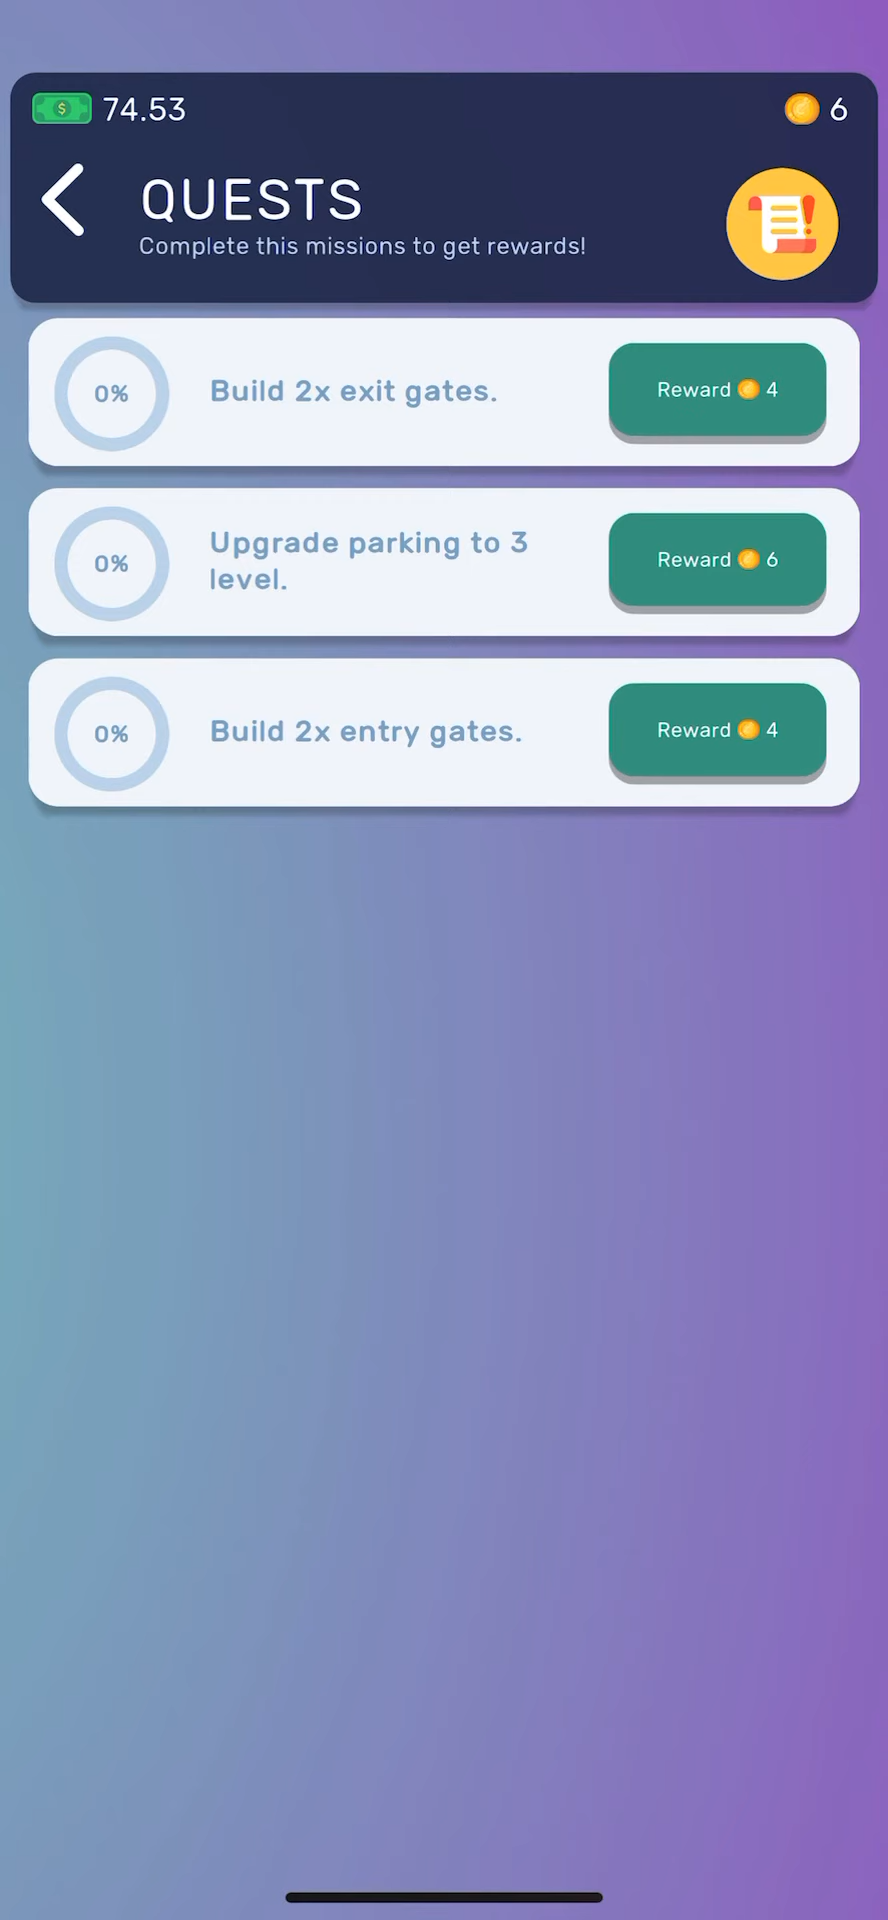 74.53
6
QUESTS
Complete this missions to get rewards!
0%
Build 2x exit gates.
Reward 4
0%
Upgrade parking to 3
level.
Reward 6
0%
Build 2x entry gates.
Reward 4